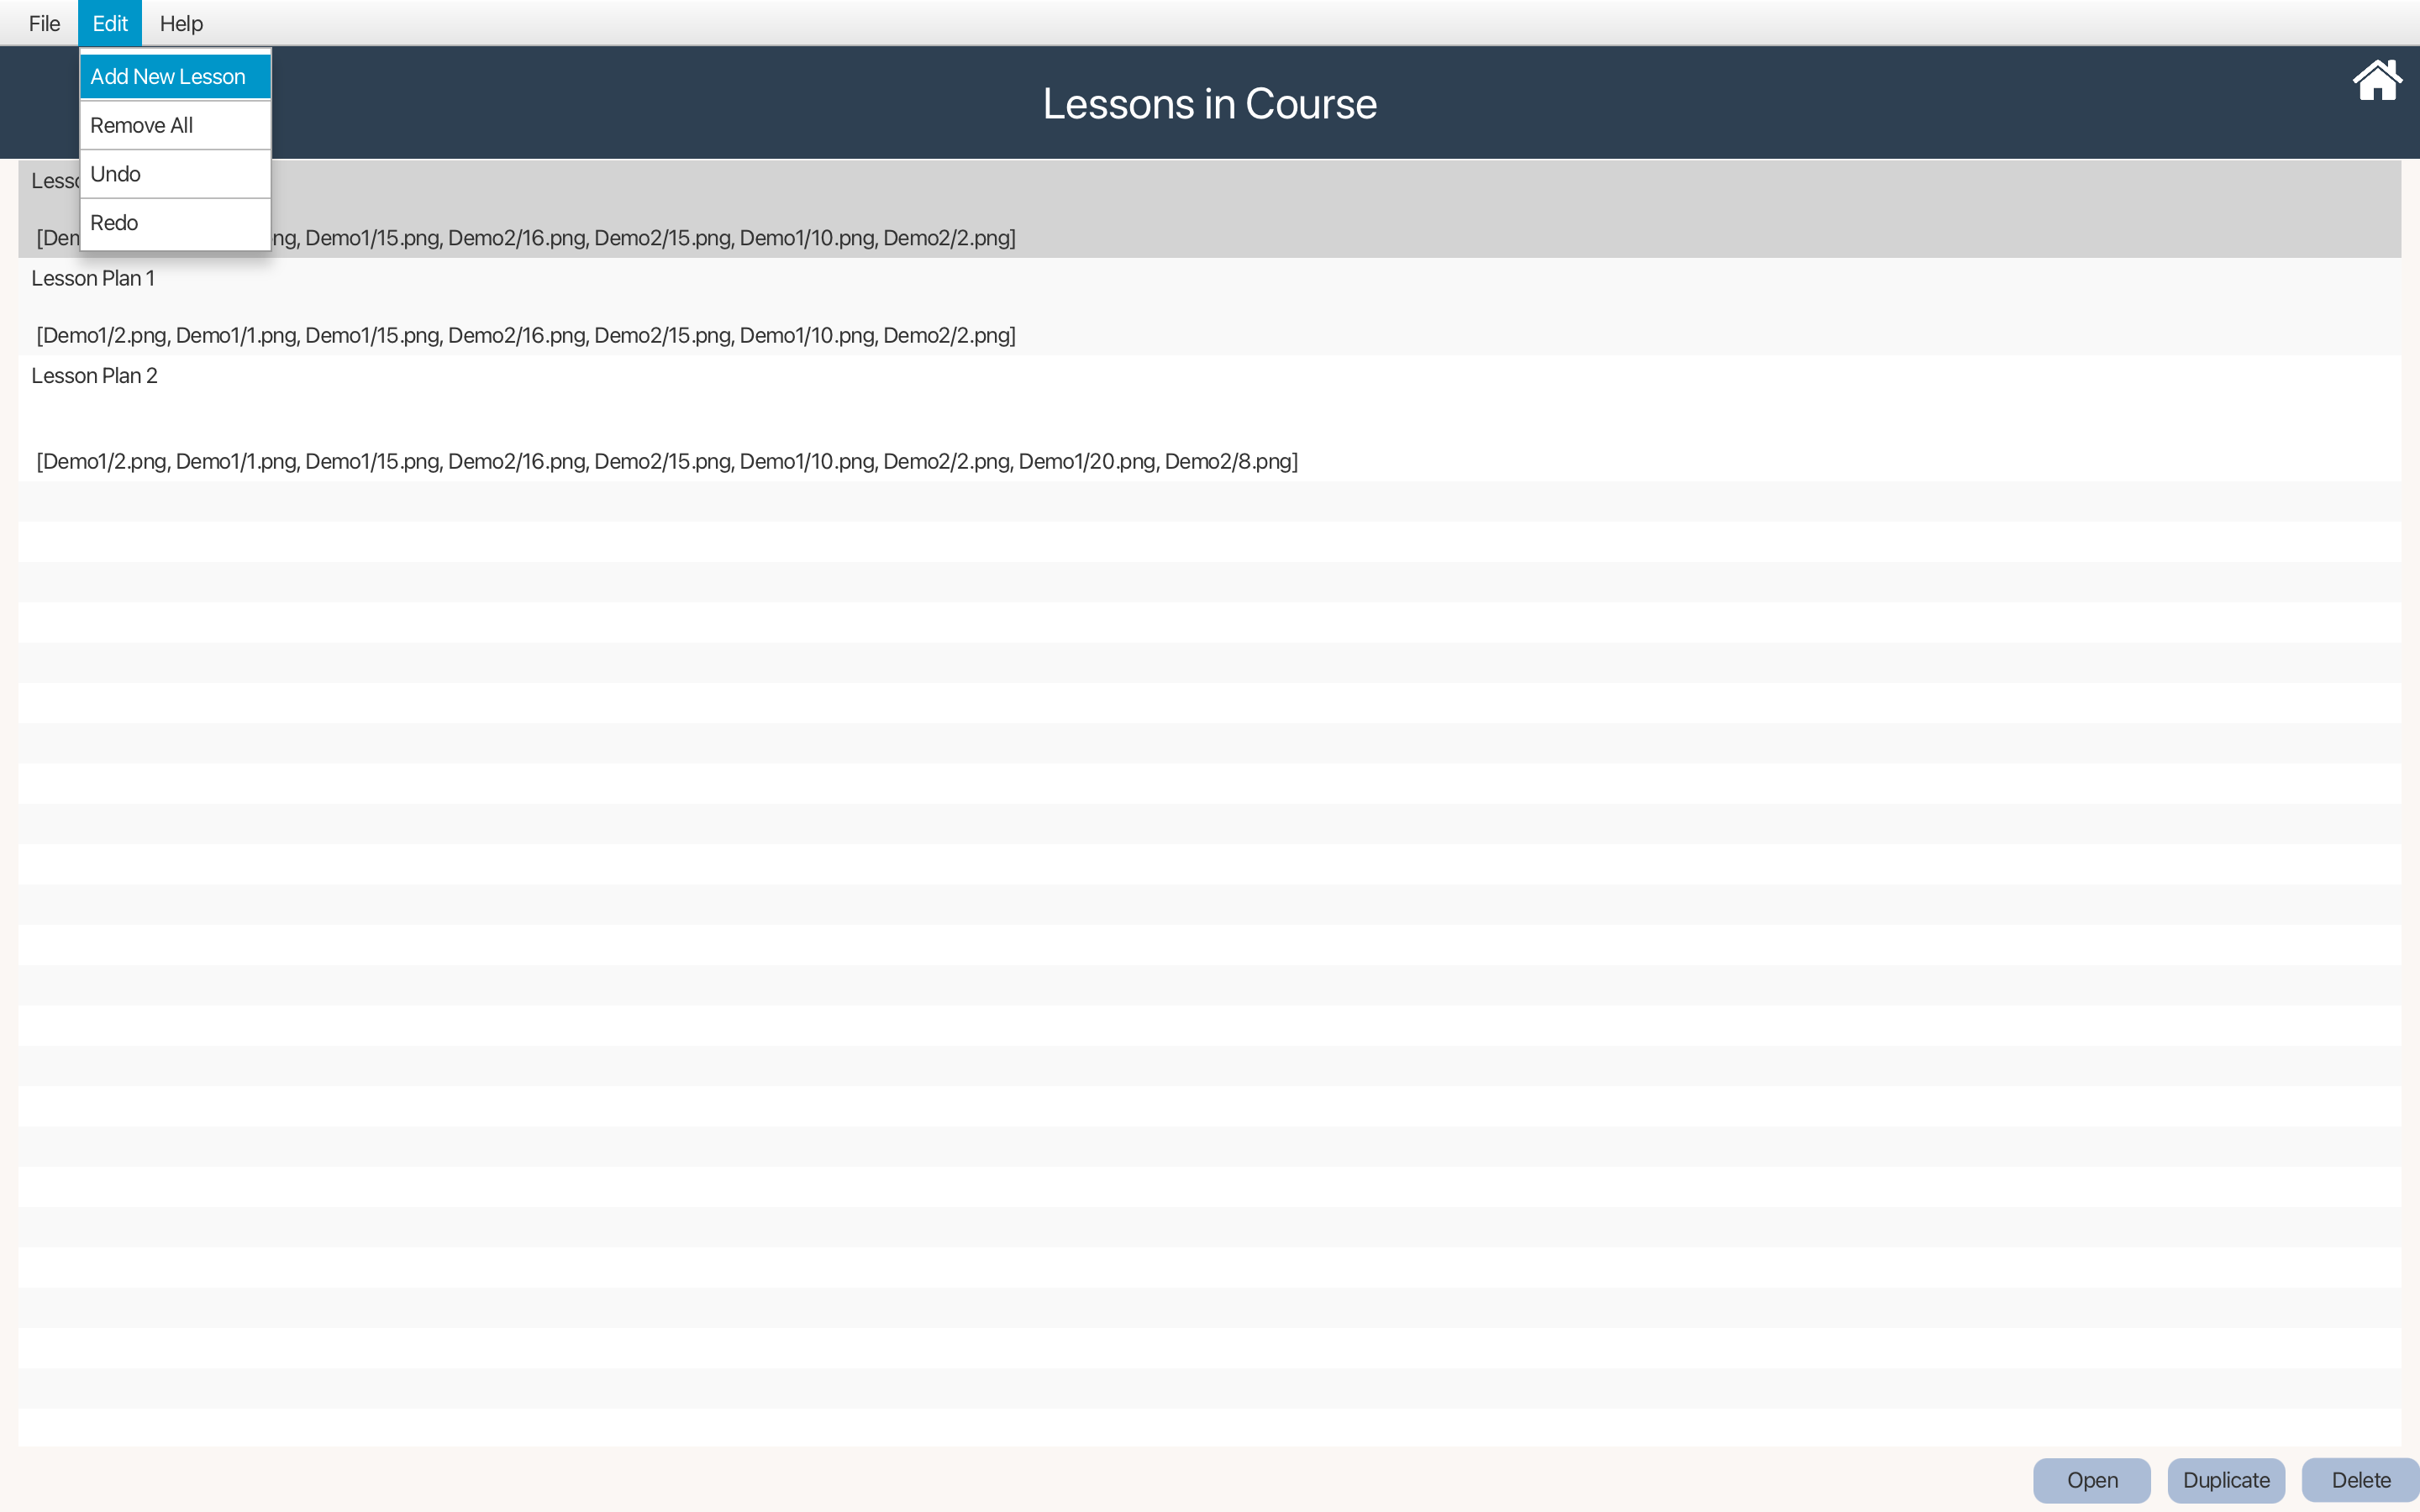 File Edit Help
Add New Lesson
Lessons in Course
Remove All
Undo
Redo
ng, Demo1/15.png, Demo2/16.png, Demo2/15.png, Demo1/10.png, Demo2/2.png]
Lesson Plan 1
[Demo1/2.png, Demo1/1.png, Demo1/15.png, Demo2/16.png, Demo2/15.png, Demo1/10.png, Demo2/2.png]
Lesson Plan 2
[Demo1/2.png, Demo1/1.png, Demo1/15.png, Demo2/16.png, Demo2/15.png, Demo1/10.png, Demo2/2.png, Demo1/20.png, Demo2/8.png]
Open Duplicate Delete